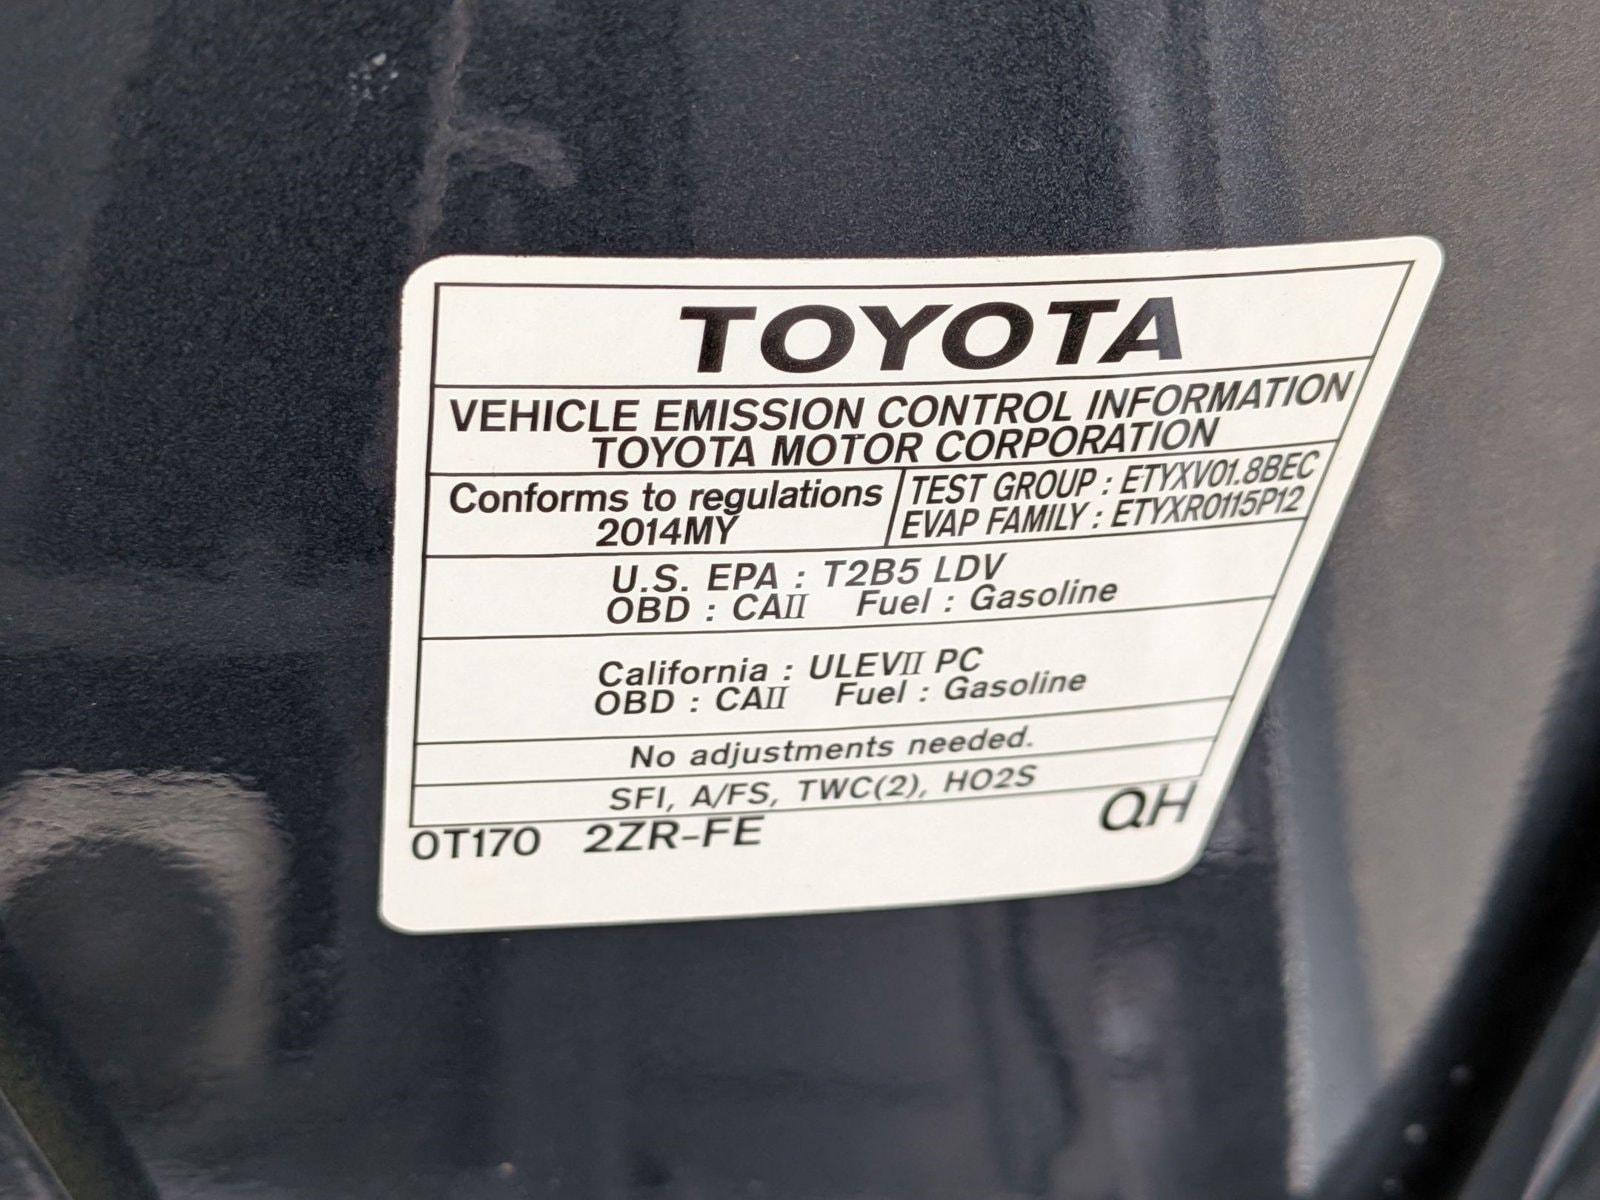 TOYOTA
VEHICLE EMISSION CONTROL INFORMATION
TOYOTA MOTOR CORPORATION
Conforms to regulations
2014MY
TEST GROUP : ETYXV01.8BEC
EVAP FAMILY : ETYXR0115P12
U.S. EPA : T2B5 LDV
OBD : CAII Fuel : Gasoline
California : ULEVII PC
OBD : CAII Fuel : Gasoline
No adjustments needed.
SFI, A/FS, TWC(2), HO2S
0T170 2ZR-FE QH